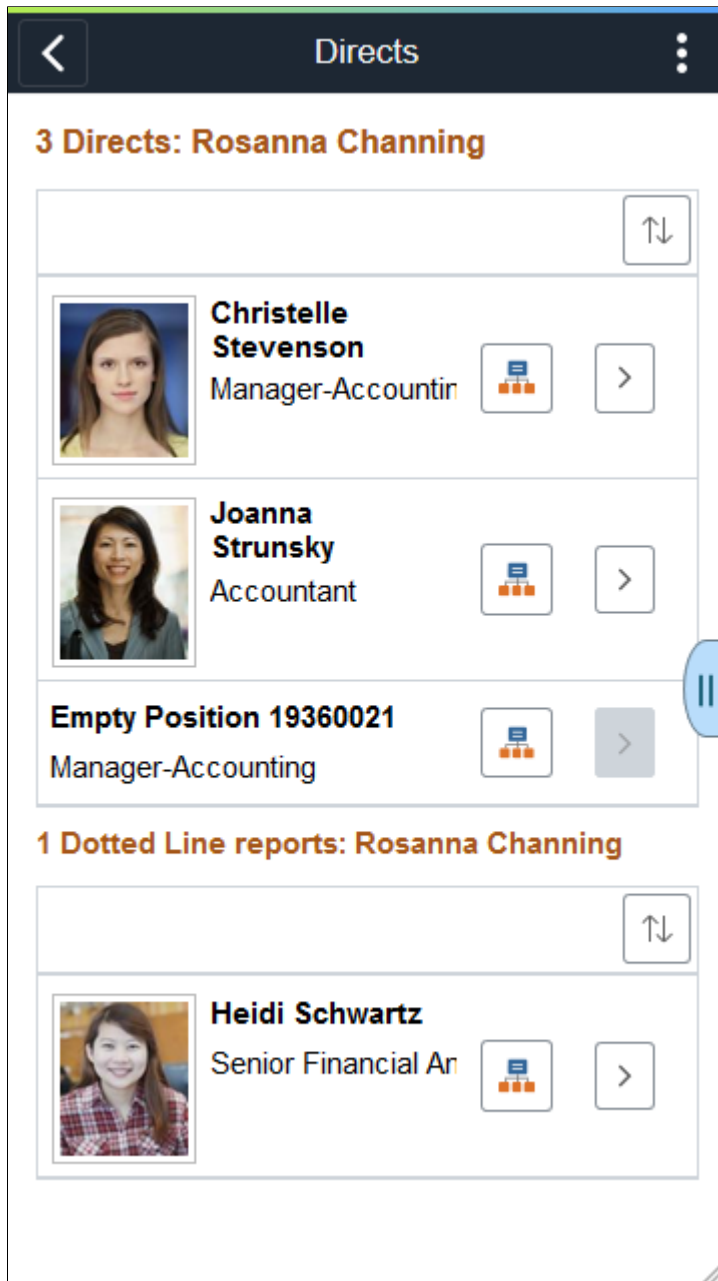 Directs
3 Directs: Rosanna Channing
Christelle
Stevenson
Manager-Accountin
Joanna
Strunsky
Accountant
Empty Position 19360021
Manager-Accounting
1 Dotted Line reports: Rosanna Channing
Heidi Schwartz
Senior Financial An